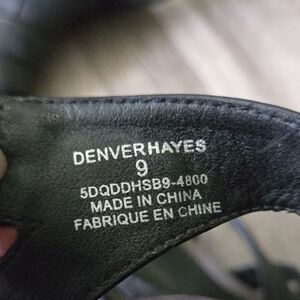 DENVERHAYES
9
5DQDDHSB9-4800
MADE IN CHINA
FABRIQUE EN CHINE